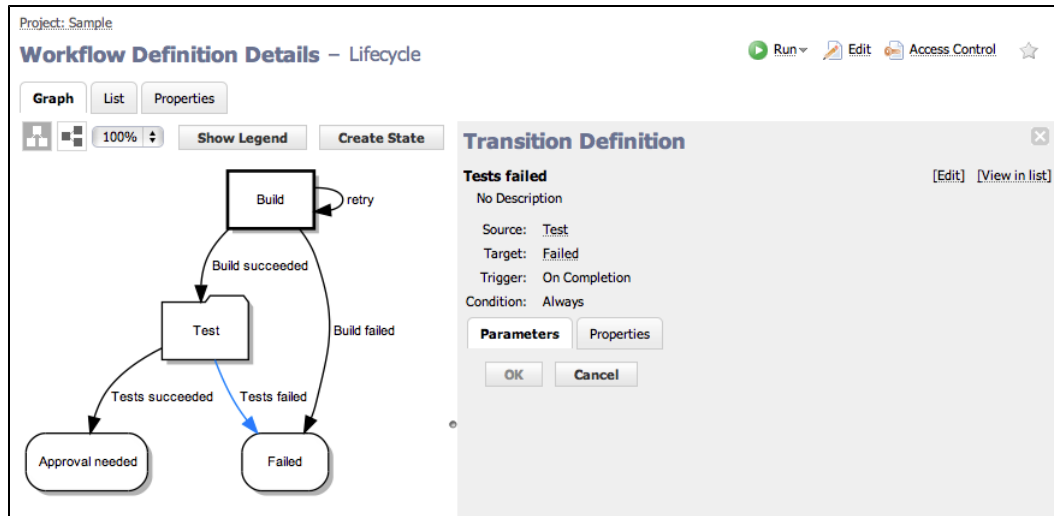 Project: Sample
Workflow Definition Details – Lifecycle
Run Edit Access Control
Graph List Properties
100% Show Legend Create State
Transition Definition
Tests failed [Edit] [View in list]
No Description
Source: Test
Target: Failed
Trigger: On Completion
Condition: Always
Parameters Properties
OK Cancel
Build
retry
Build succeeded
Test
Build failed
Tests succeeded
Tests failed
Approval needed
Failed